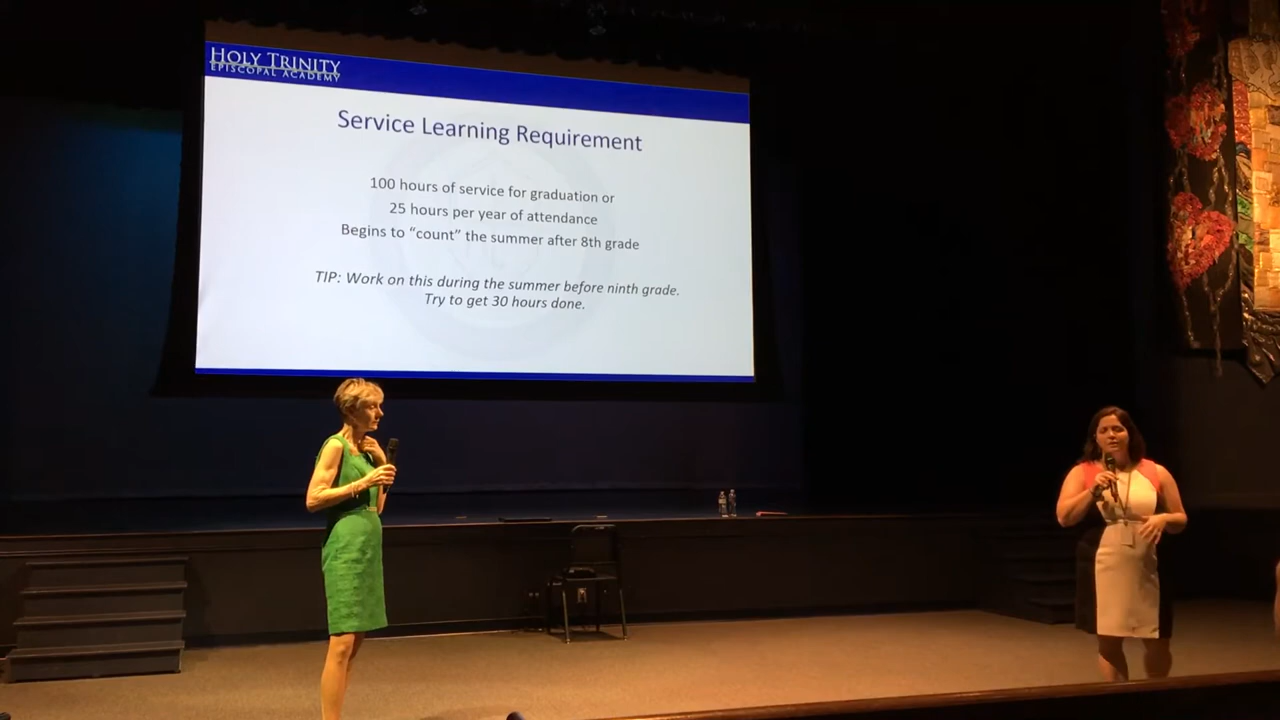 HOLY TRINITY
EPISCOPAL ACADEMY
Service Learning Requirement
100 hours of service for graduation or
25 hours per year of attendance
Begins to “count” the summer after 8th grade
TIP: Work on this during the summer before ninth grade.
Try to get 30 hours done.